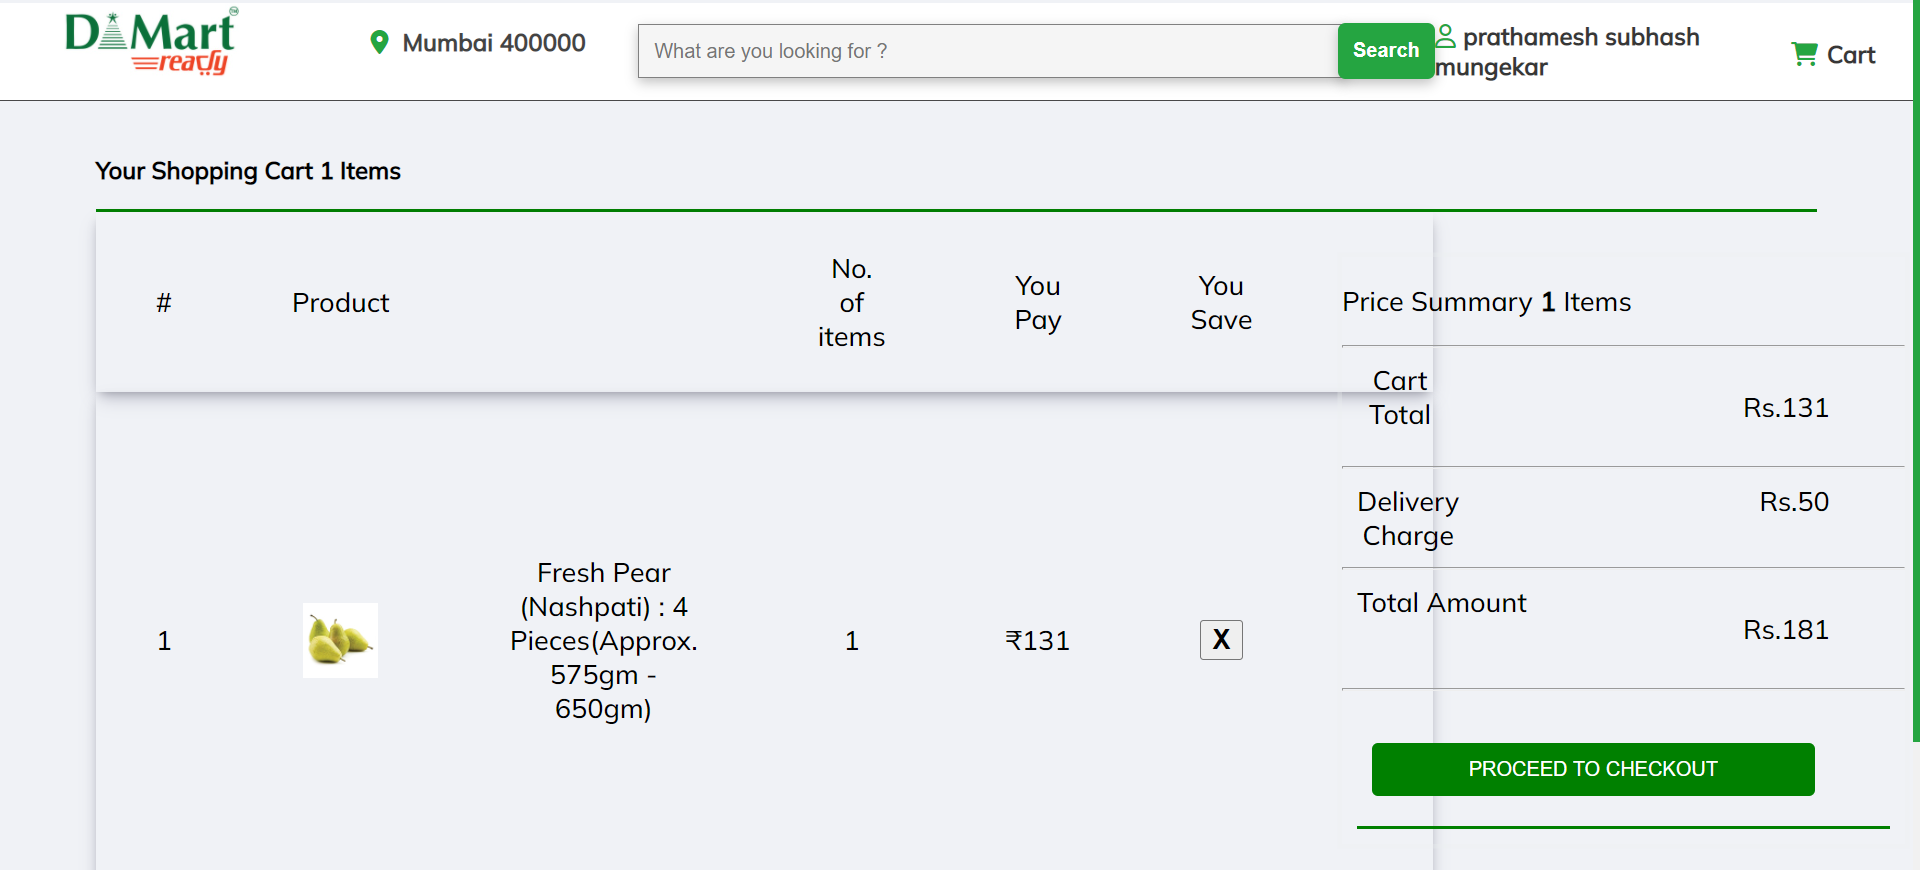 D Mart
ready
Mumbai 400000
What are you looking for ?
Search
prathamesh subhash
mungekar
Cart
Your Shopping Cart 1 Items
#
Product
No.
of
items
You
Pay
You
Save
1
Fresh Pear
(Nashpati) : 4
Pieces(Approx.
575gm -
650gm)
1
₹131
X
Price Summary 1 Items
Cart
Total
Rs.131
Delivery
Charge
Rs.50
Total Amount
Rs.181
PROCEED TO CHECKOUT